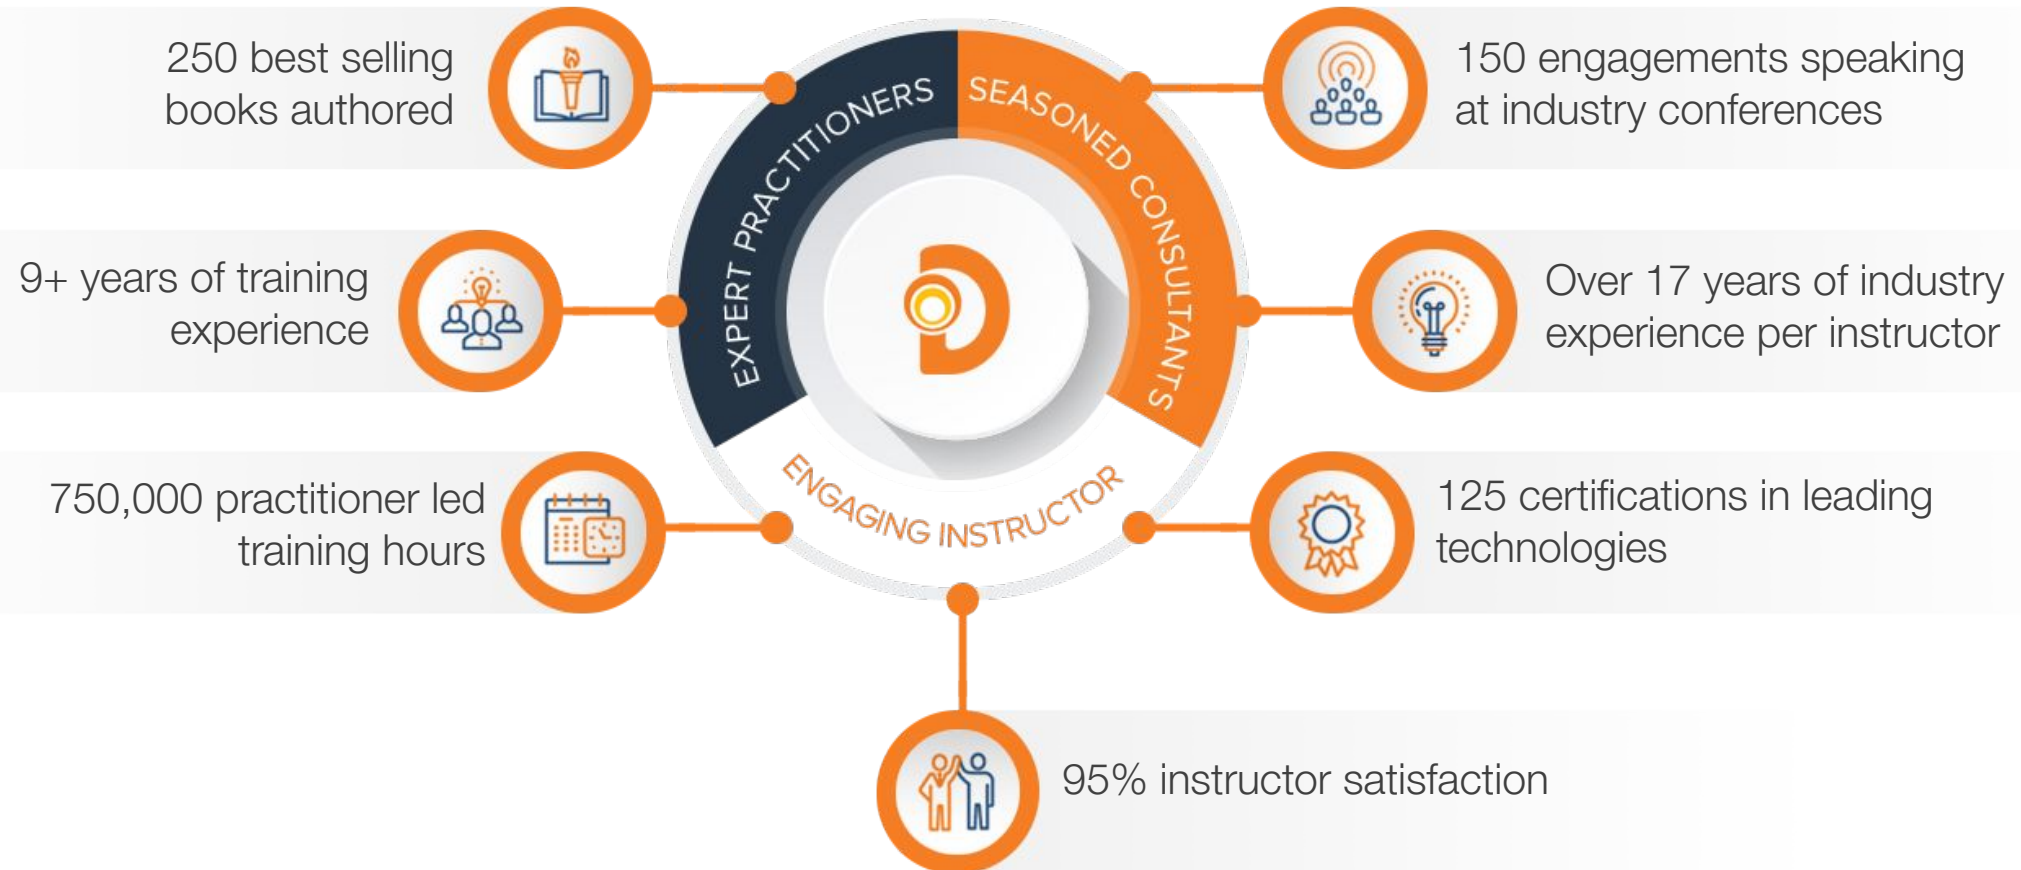 250 best selling
books authored
9+ years of training
experience
750,000 practitioner led
training hours
EXPERT PRACTITIONERS
SEASONED CONSULTANTS
ENGAGING INSTRUCTOR
150 engagements speaking
at industry conferences
Over 17 years of industry
experience per instructor
125 certifications in leading
technologies
95% instructor satisfaction